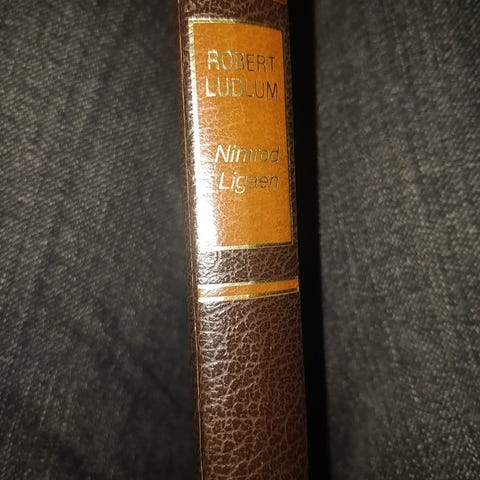 ROBERT
LUDLUM
Nimrod
Ligaen